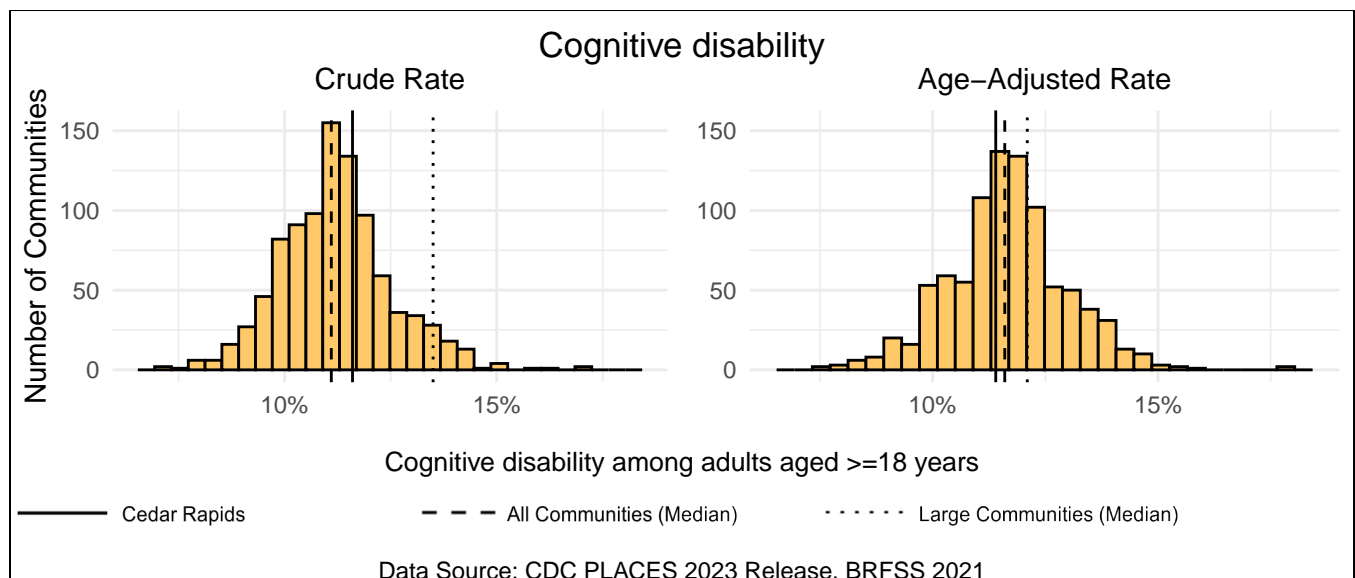 Cognitive disability
Crude Rate
Age−Adjusted Rate
Number of Communities
150
100
50
0
10%
15%
150
100
50
0
10%
15%
Cognitive disability among adults aged >=18 years
Cedar Rapids
All Communities (Median)
Large Communities (Median)
Data Source: CDC PLACES 2023 Release, BRFSS 2021